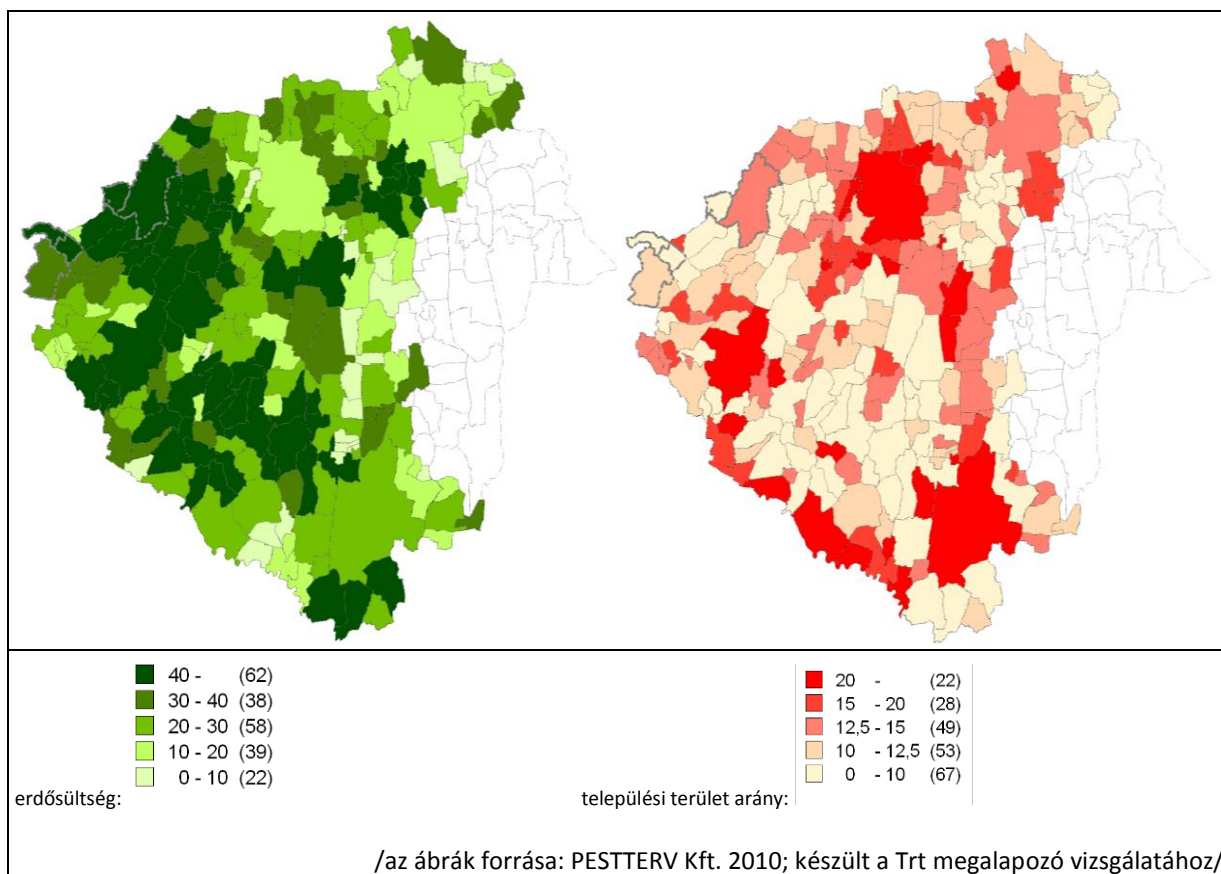 40 - (62)
30 - 40 (38)
20 - 30 (58)
10 - 20 (39)
0 - 10 (22)
erdősültség:
20 - (22)
15 - 20 (28)
12,5 - 15 (49)
10 - 12,5 (53)
0 - 10 (67)
települési terület arány:
/az ábrák forrása: PESTTERV Kft. 2010; készült a Trt megalapozó vizsgálatához/